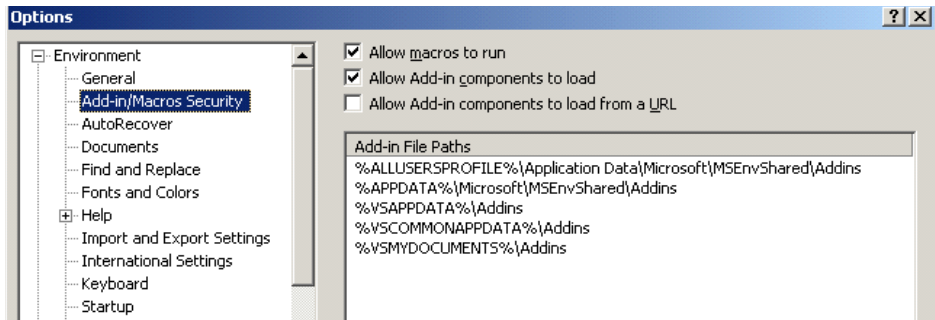 Options
Environment
General
Add-in/Macros Security
AutoRecover
Documents
Find and Replace
Fonts and Colors
Help
Import and Export Settings
International Settings
Keyboard
Startup
Allow macros to run
Allow Add-in components to load
Allow Add-in components to load from a URL
Add-in File Paths
%ALLUSERSPROFILE%\Application Data\Microsoft\MSEnvShared\Addins
%APPDATA%\Microsoft\MSEnvShared\Addins
%VSAPPDATA%\Addins
%VSCOMMONAPPDATA%\Addins
%VSMYDOCUMENTS%\Addins